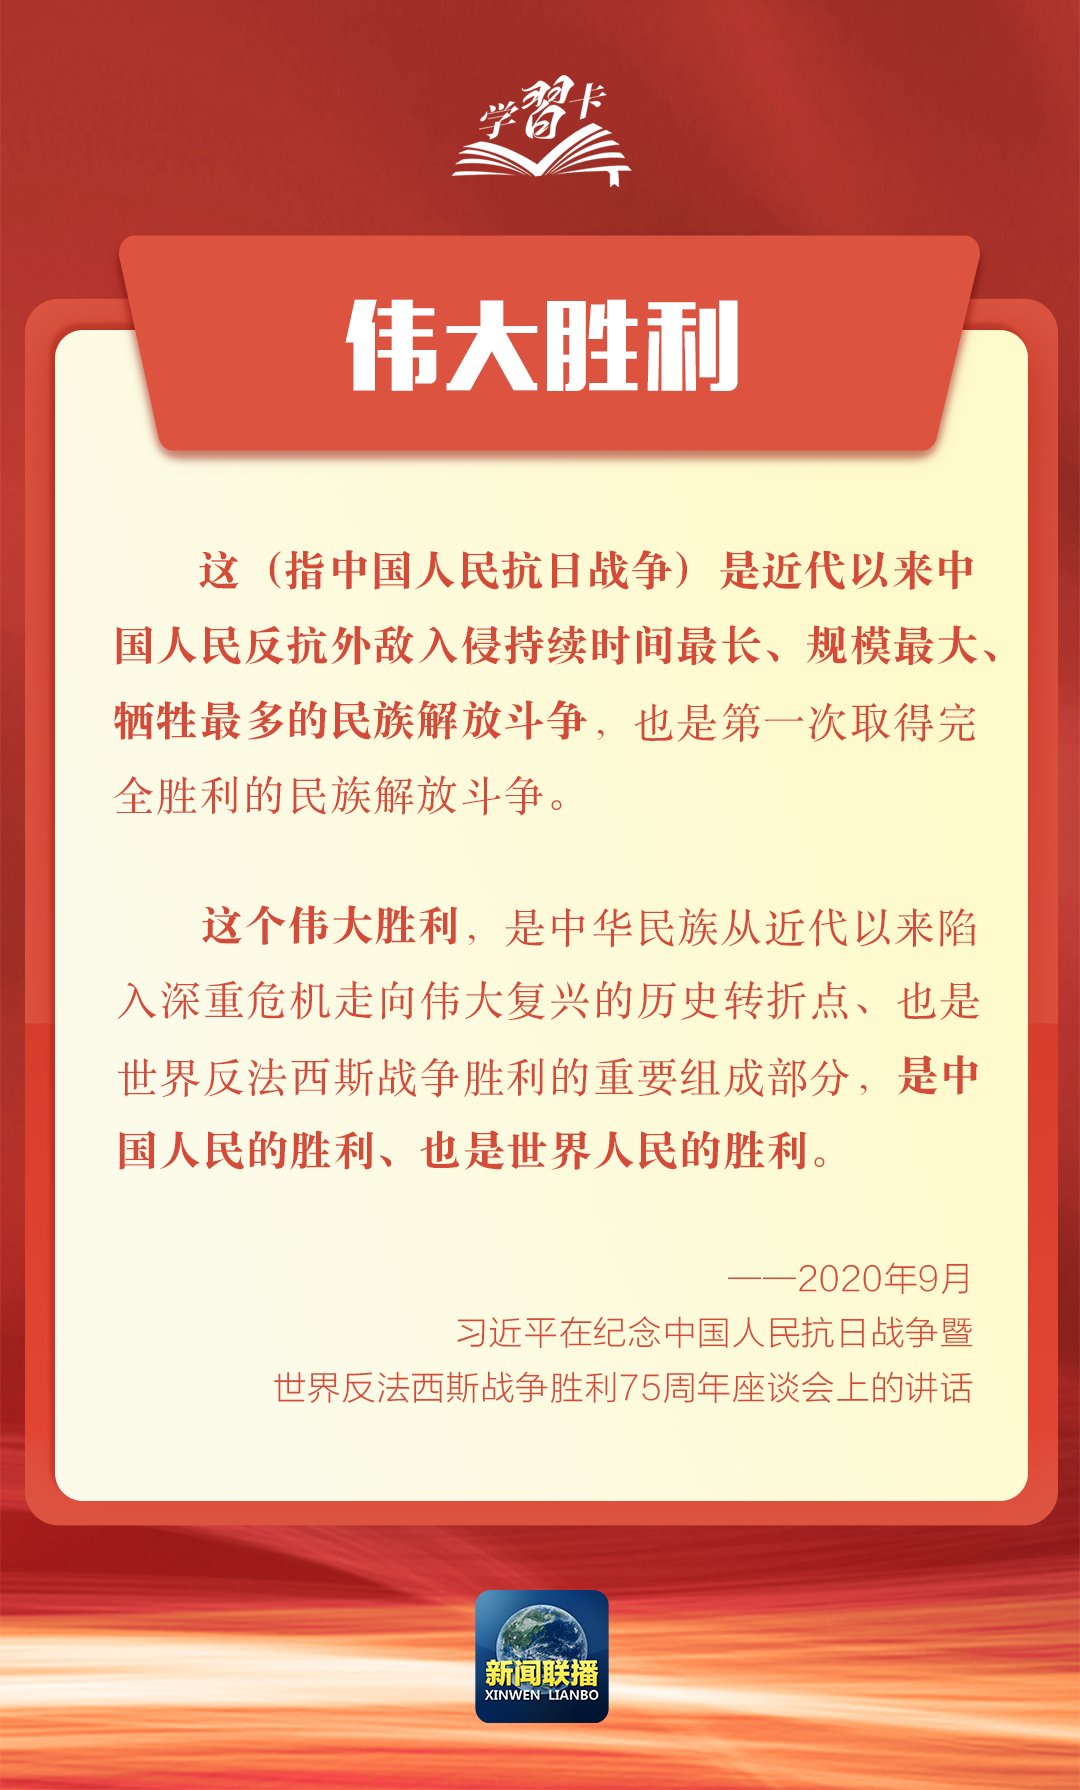 学習卡
伟大胜利
这（指中国人民抗日战争）是近代以来中
国人民反抗外敌入侵持续时间最长、规模最大、
牺牲最多的民族解放斗争，也是第一次取得完
全胜利的民族解放斗争。
这个伟大胜利，是中华民族从近代以来陷
入深重危机走向伟大复兴的历史转折点、也是
世界反法西斯战争胜利的重要组成部分，是中
国人民的胜利、也是世界人民的胜利。
——2020年9月
习近平在纪念中国人民抗日战争暨
世界反法西斯战争胜利75周年座谈会上的讲话
新闻联播
XINWEN LIANBO